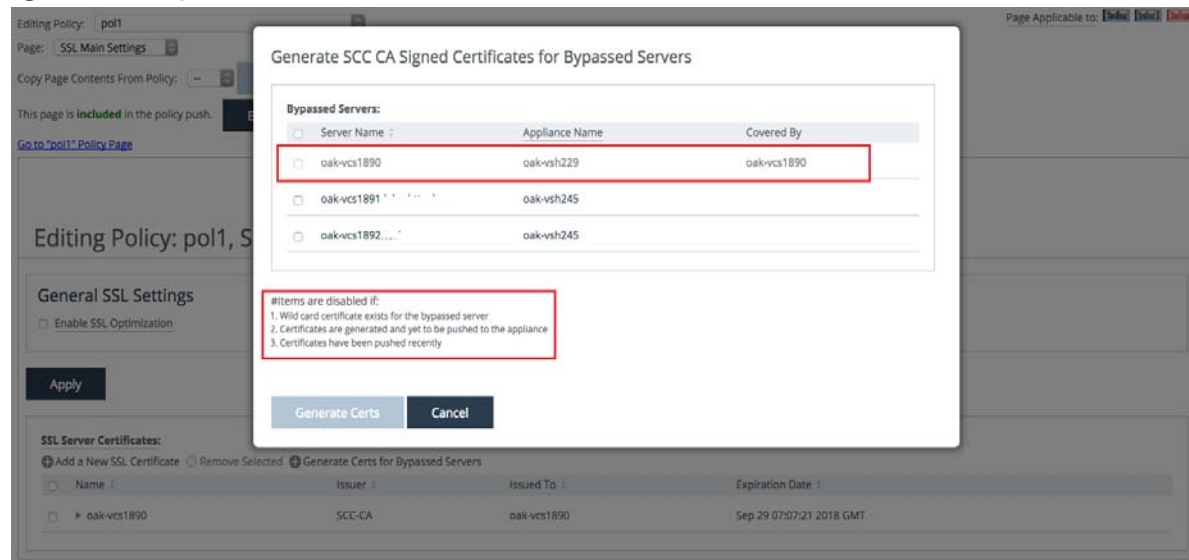 Editing Policy: pol1
Page Applicable to:
Page: SSL Main Settings
Copy Page Contents From Policy: --
This page is included in the policy push.
Go to "pol1" Policy Page
Generate SCC CA Signed Certificates for Bypassed Servers
Bypassed Servers:
Server Name Appliance Name Covered By
oak-vcs1890 oak-vsh229 oak-vcs1890
oak-vcs1891 oak-vsh245
oak-vcs1892 oak-vsh245
#Items are disabled if:
1. Wild card certificate exists for the bypassed server
2. Certificates are generated and yet to be pushed to the appliance
3. Certificates have been pushed recently
Generate Certs Cancel
Editing Policy: pol1, S
General SSL Settings
Enable SSL Optimization
Apply
SSL Server Certificates:
Add a New SSL Certificate Remove Selected Generate Certs for Bypassed Servers
Name Issuer Issued To Expiration Date
oak-vcs1890 SCC-CA oak-vcs1890 Sep 29 07:07:21 2018 GMT